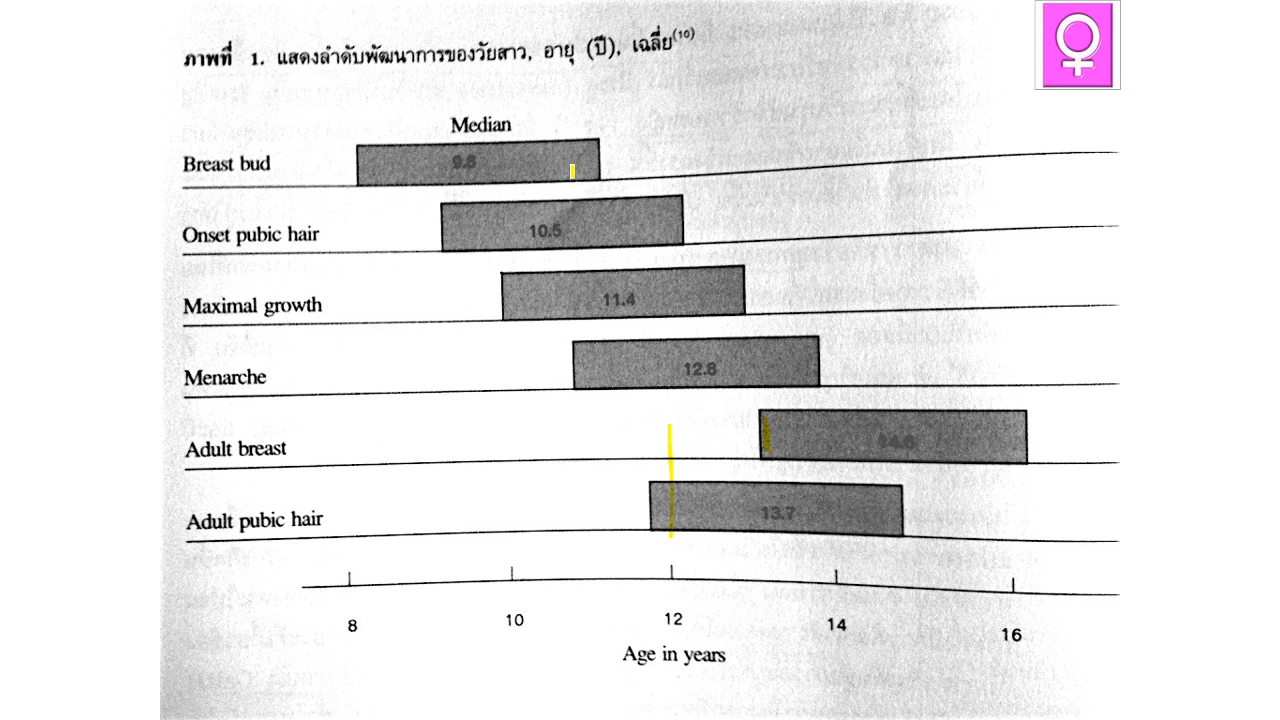 ภาพที่ 1. แสดงลำดับพัฒนาการของวัยสาว, อายุ (ปี), เฉลี่ย(10)
Median
Breast bud 9.8
Onset pubic hair 10.5
Maximal growth 11.4
Menarche 12.8
Adult breast 14.6
Adult pubic hair 13.7
8 10 12 14 16
Age in years